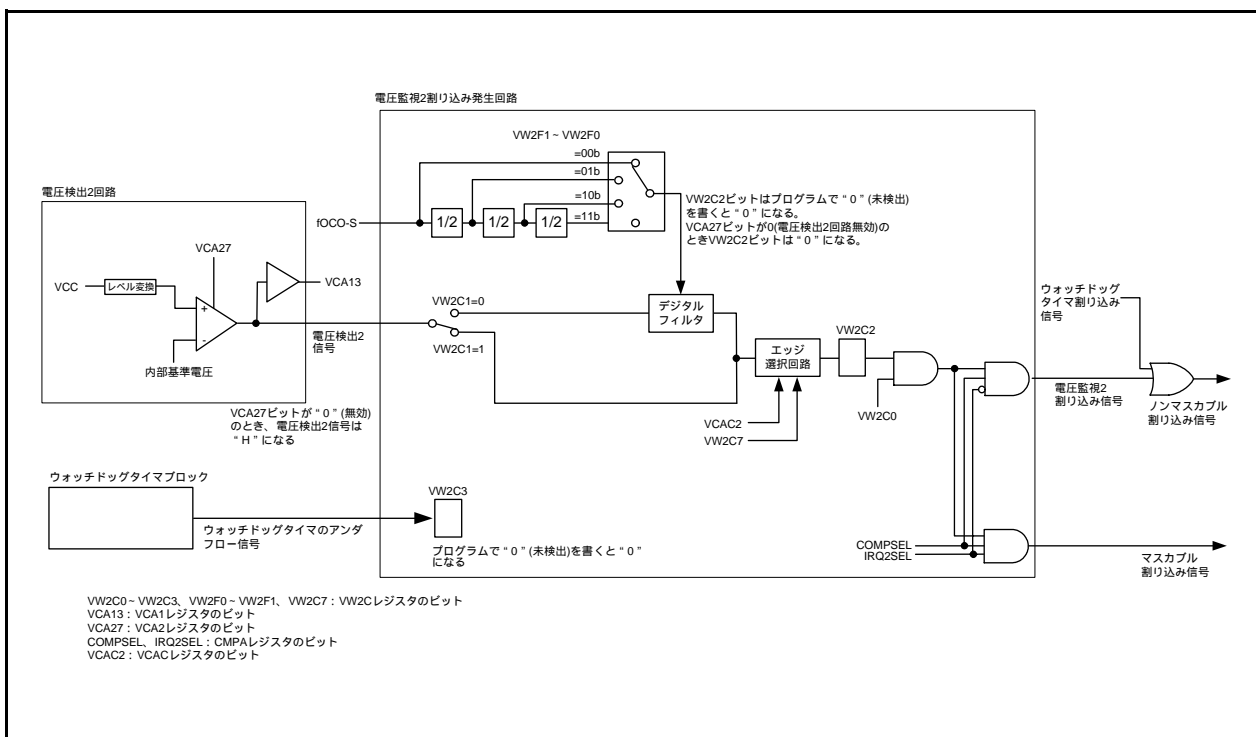 電圧監視2割り込み発生回路
VW2F1~VW2F0
=00b
=01b
=10b
=11b
fOCO-S
1/2
1/2
1/2
VW2C2ビットはプログラムで“0”(未検出)
を書くと“0”になる。
VCA27ビットが0(電圧検出2回路無効)の
ときVW2C2ビットは“0”になる。
電圧検出2回路
VCA27
VCC
レベル変換
VCA13
+
-
内部基準電圧
電圧検出2
信号
VW2C1=0
VW2C1=1
デジタル
フィルタ
エッジ
選択回路
VW2C2
VCAC2
VW2C7
VW2C0
ウォッチドッグ
タイマ割り込み
信号
電圧監視2
割り込み信号
ノンマスカブル
割り込み信号
VCA27ビットが“0”(無効)
のとき、電圧検出2信号は
“H”になる
ウォッチドッグタイマブロック
ウォッチドッグタイマのアンダ
フロー信号
VW2C3
プログラムで“0”(未検出)を書くと“0”
になる
COMPSEL
IRQ2SEL
マスカブル
割り込み信号
VW2C0~VW2C3、VW2F0~VW2F1、VW2C7:VW2Cレジスタのビット
VCA13:VCA1レジスタのビット
VCA27:VCA2レジスタのビット
COMPSEL、IRQ2SEL:CMPAレジスタのビット
VCAC2:VCACレジスタのビット